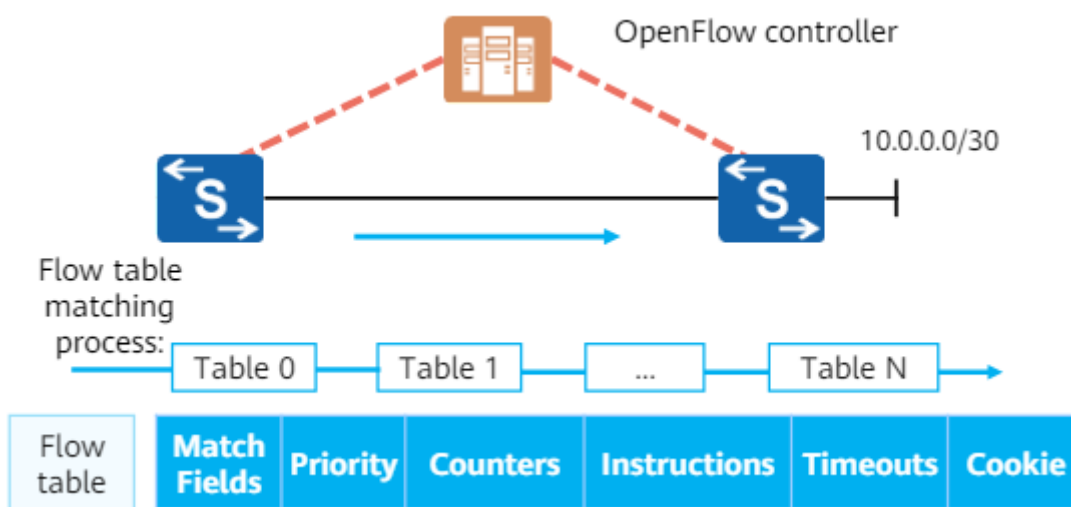 OpenFlow controller
10.0.0.0/30
S
S
Flow table
matching
process:
Table 0
Table 1
...
Table N
Flow
table
Match
Fields
Priority
Counters
Instructions
Timeouts
Cookie